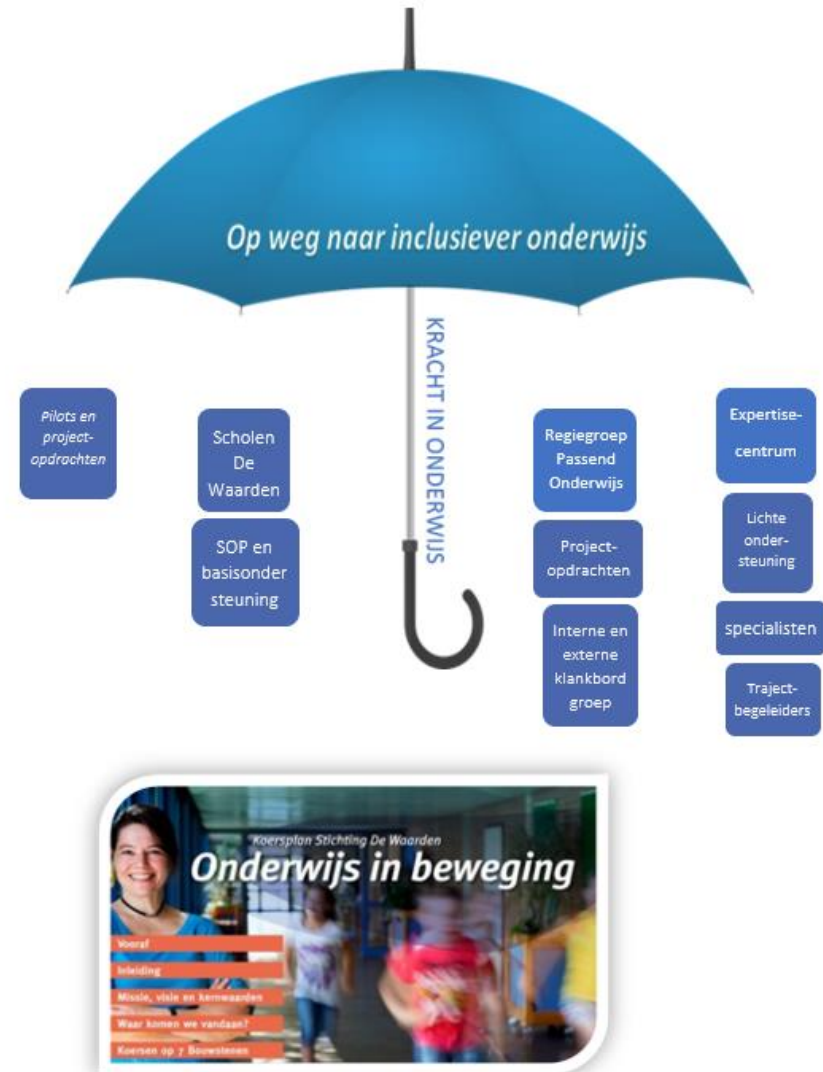 Op weg naar inclusiever onderwijs
KRACHT IN ONDERWIJS
Pilots en
project-
opdrachten
Scholen
De
Waarden
SOP en
basisonder
steuning
Regiegroep
Passend
Onderwijs
Project-
opdrachten
Interne en
externe
klankbord
groep
Expertise-
centrum
Lichte
onder-
steuning
specialisten
Traject-
begeleiders
Koersplan Stichting De Waarden
Onderwijs in beweging
Vooraf
Inleiding
Missie, visie en kernwaarden
Waar komen we vandaan?
Koersen op 7 Bouwstenen